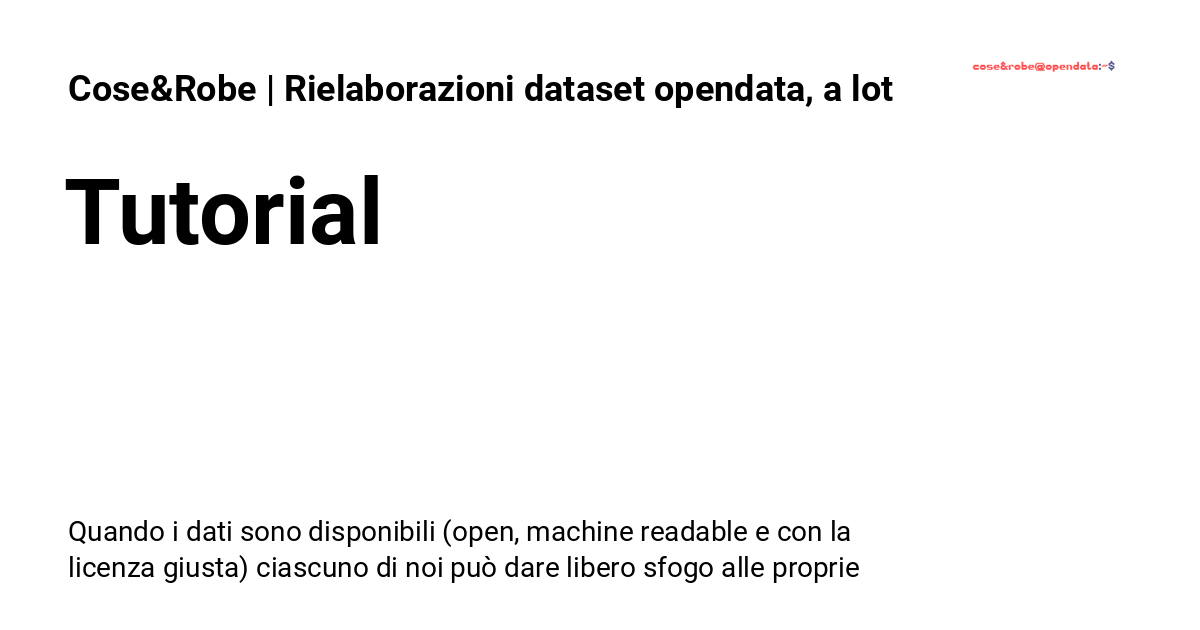 Cose&Robe | Rielaborazioni dataset opendata, a lot
cose&robe@opendata:~$
Tutorial
Quando i dati sono disponibili (open, machine readable e con la
licenza giusta) ciascuno di noi può dare libero sfogo alle proprie